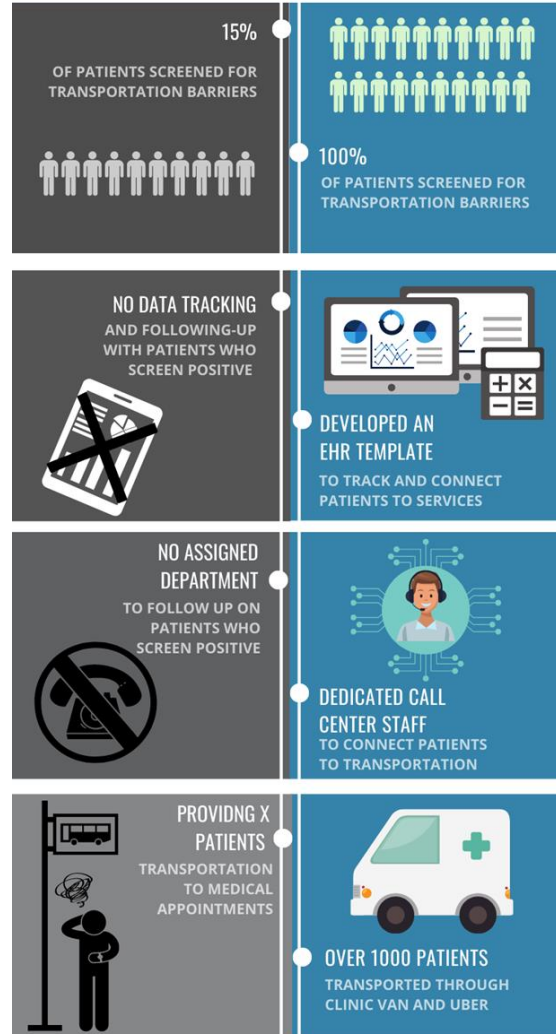 15%
OF PATIENTS SCREENED FOR
TRANSPORTATION BARRIERS
100%
OF PATIENTS SCREENED FOR
TRANSPORTATION BARRIERS
NO DATA TRACKING
AND FOLLOWING-UP
WITH PATIENTS WHO
SCREEN POSITIVE
DEVELOPED AN
EHR TEMPLATE
TO TRACK AND CONNECT
PATIENTS TO SERVICES
NO ASSIGNED
DEPARTMENT
TO FOLLOW UP ON
PATIENTS WHO
SCREEN POSITIVE
DEDICATED CALL
CENTER STAFF
TO CONNECT PATIENTS
TO TRANSPORTATION
PROVIDNG X
PATIENTS
TRANSPORTATION
TO MEDICAL
APPOINTMENTS
OVER 1000 PATIENTS
TRANSPORTED THROUGH
CLINIC VAN AND UBER